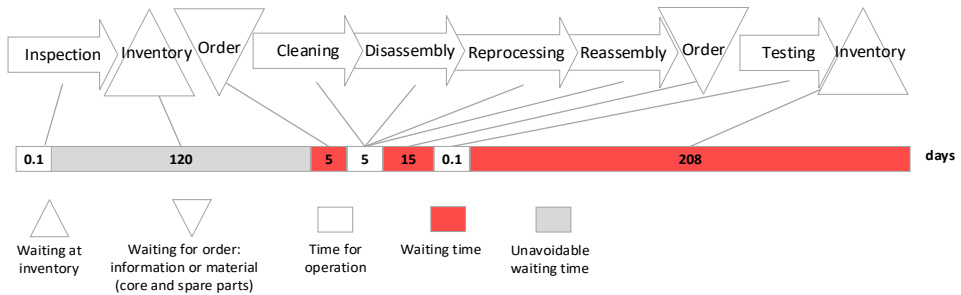 Inspection
Inventory
Order
Cleaning
Disassembly
Reprocessing
Reassembly
Order
Testing
Inventory
0.1
120
5
5
15
0.1
208
days
Waiting at
inventory
Waiting for order:
information or material
(core and spare parts)
Time for
operation
Waiting time
Unavoidable
waiting time